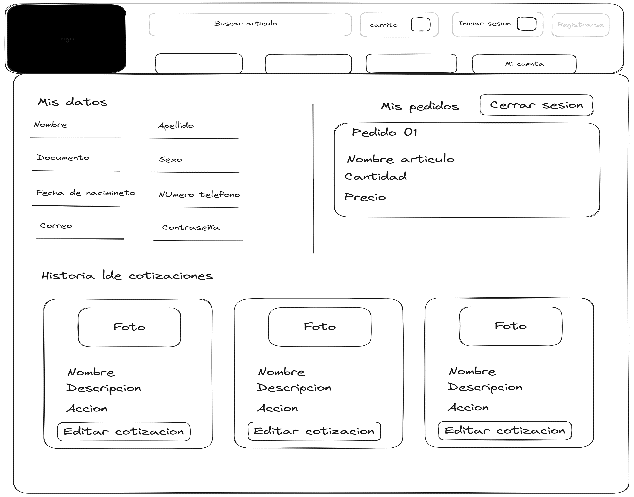 Buscar articulo
carrito
Iniciar sesion
Registrarse
Mi cuenta
Mis datos
Mis pedidos
Cerrar sesion
Nombre
Apellido
Pedido 01
Documento
Sexo
Nombre articulo
Cantidad
Fecha de nacimineto
NUmero telefono
Precio
Correo
Contraseña
Historia lde cotizaciones
Foto
Foto
Foto
Nombre
Descripcion
Accion
Editar cotizacion
Nombre
Descripcion
Accion
Editar cotizacion
Nombre
Descripcion
Accion
Editar cotizacion